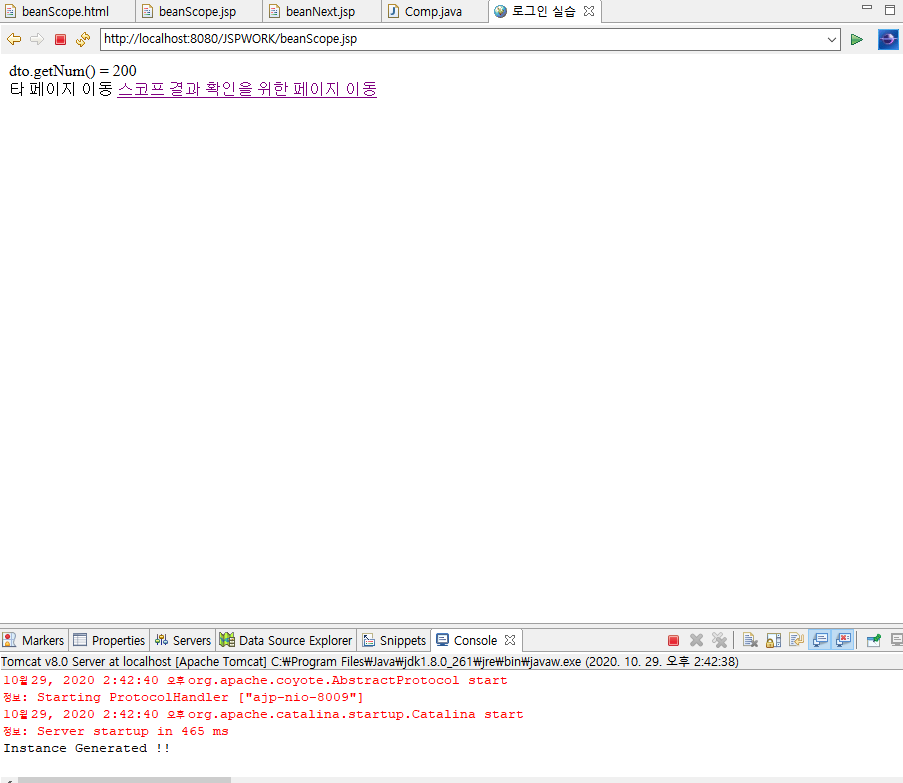 beanScope.html beanScope.jsp beanNext.jsp Comp.java 로그인 실습
http://localhost:8080/JSPWORK/beanScope.jsp
dto.getNum() = 200
타 페이지 이동 스코프 결과 확인을 위한 페이지 이동
Markers Properties Servers Data Source Explorer Snippets Console
Tomcat v8.0 Server at localhost [Apache Tomcat] C:₩Program Files₩Java₩jdk1.8.0_261₩jre₩bin₩javaw.exe (2020. 10. 29. 오후 2:42:38)
10월 29, 2020 2:42:40 오후 org.apache.coyote.AbstractProtocol start
정보: Starting ProtocolHandler ["ajp-nio-8009"]
10월 29, 2020 2:42:40 오후 org.apache.catalina.startup.Catalina start
정보: Server startup in 465 ms
Instance Generated !!